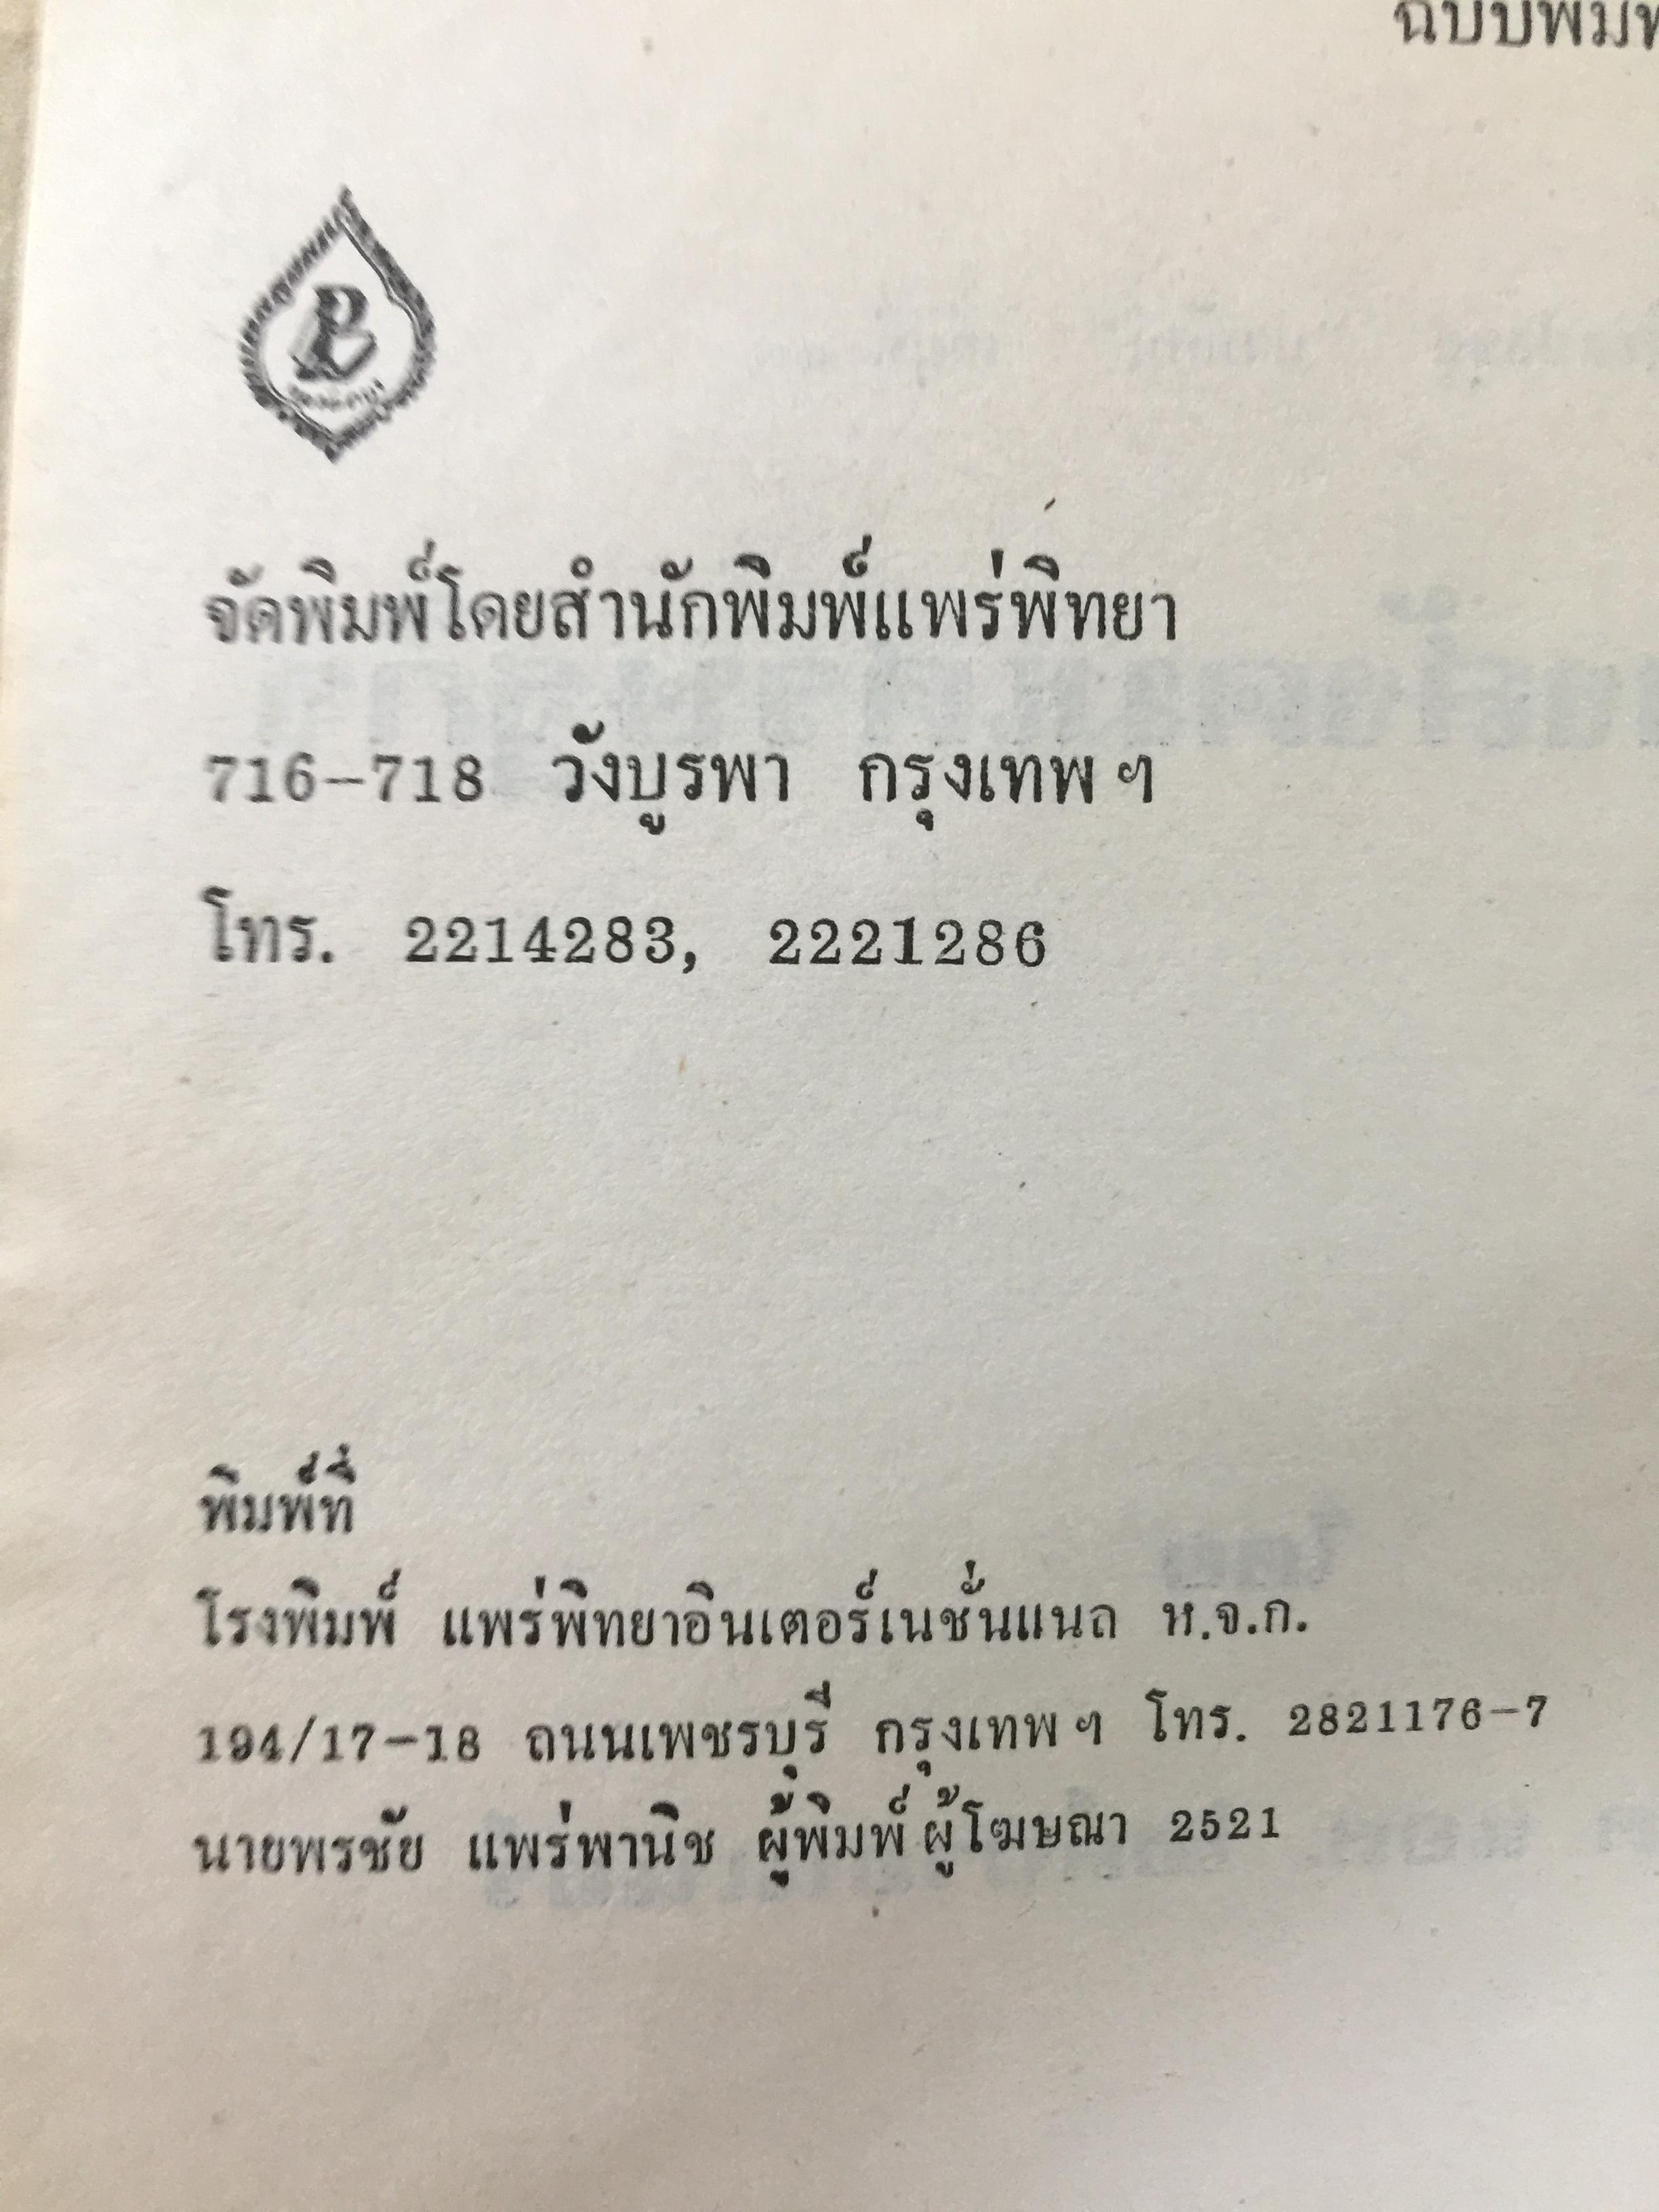 ฉบับพิมพ์
จัดพิมพ์โดยสำนักพิมพ์แพร่พิทยา
716-718 วังบูรพา กรุงเทพ ฯ
โทร. 2214283, 2221286
พิมพ์ที่
โรงพิมพ์ แพร่พิทยาอินเตอร์เนชั่นแนล ห.จ.ก.
194/17-18 ถนนเพชรบุรี กรุงเทพ ฯ โทร. 2821176-7
นายพรชัย แพร่พานิช ผู้พิมพ์ ผู้โฆษณา 2521